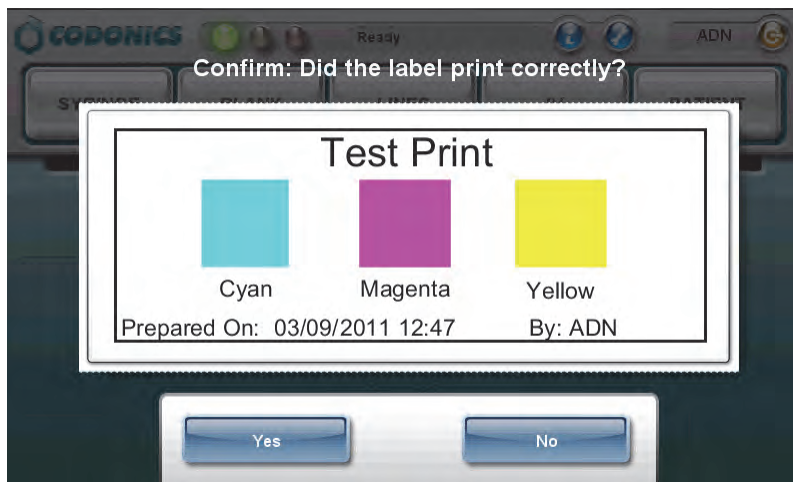 CODONICS Ready ADN
Confirm: Did the label print correctly?
Test Print
Cyan Magenta Yellow
Prepared On: 03/09/2011 12:47 By: ADN
Yes No